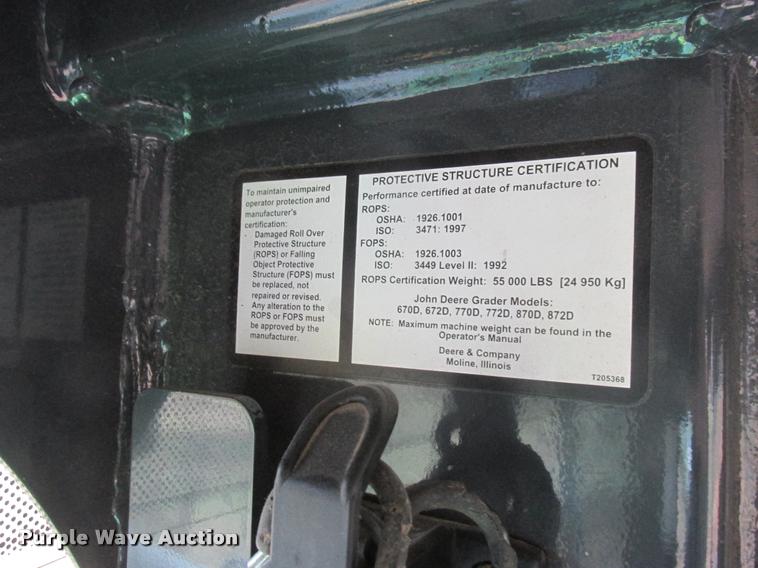 To maintain unimpaired
operator protection and
manufacturer's
certification:
- Damaged Roll Over
Protective Structure
(ROPS) or Falling
Object Protective
Structure (FOPS) must
be replaced, not
repaired or revised.
- Any alteration to the
ROPS or FOPS must
be approved by the
manufacturer.
PROTECTIVE STRUCTURE CERTIFICATION
Performance certified at date of manufacture to:
ROPS:
OSHA: 1926.1001
ISO: 3471: 1997
FOPS:
OSHA: 1926.1003
ISO: 3449 Level II: 1992
ROPS Certification Weight: 55 000 LBS [24 950 Kg]
John Deere Grader Models:
670D, 672D, 770D, 772D, 870D, 872D
NOTE: Maximum machine weight can be found in the
Operator's Manual
Deere & Company
Moline, Illinois
T205368
Purple Wave Auction